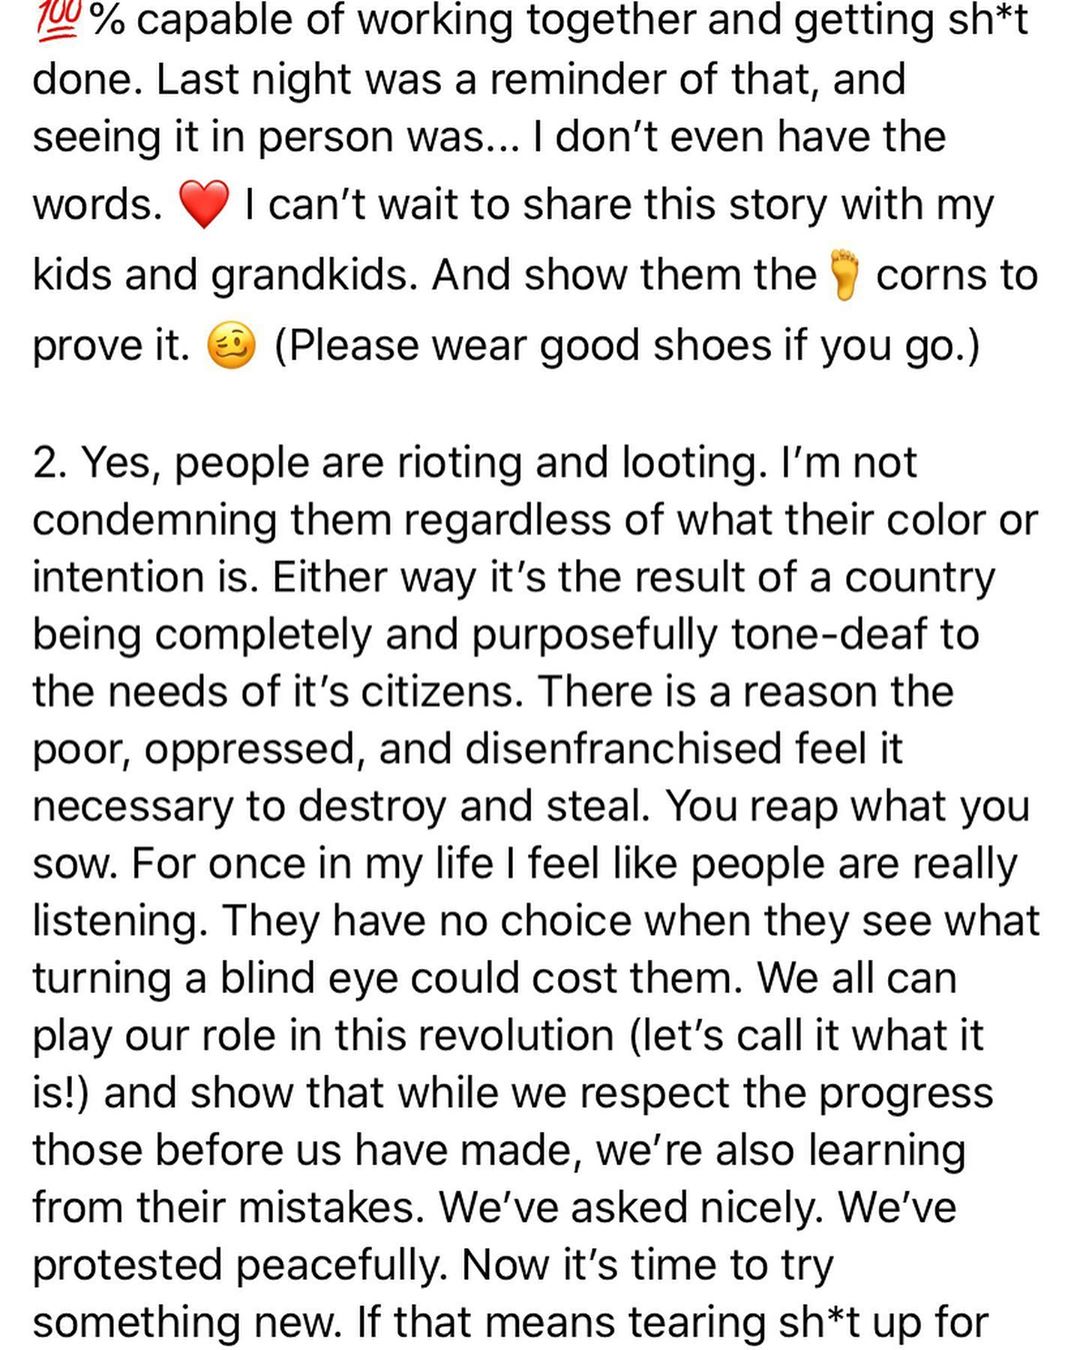 💯% capable of working together and getting sh*t
done. Last night was a reminder of that, and
seeing it in person was... I don’t even have the
words. ❤️ I can’t wait to share this story with my
kids and grandkids. And show them the 🦶 corns to
prove it. 🥴 (Please wear good shoes if you go.)
2. Yes, people are rioting and looting. I’m not
condemning them regardless of what their color or
intention is. Either way it’s the result of a country
being completely and purposefully tone-deaf to
the needs of it’s citizens. There is a reason the
poor, oppressed, and disenfranchised feel it
necessary to destroy and steal. You reap what you
sow. For once in my life I feel like people are really
listening. They have no choice when they see what
turning a blind eye could cost them. We all can
play our role in this revolution (let’s call it what it
is!) and show that while we respect the progress
those before us have made, we’re also learning
from their mistakes. We’ve asked nicely. We’ve
protested peacefully. Now it’s time to try
something new. If that means tearing sh*t up for